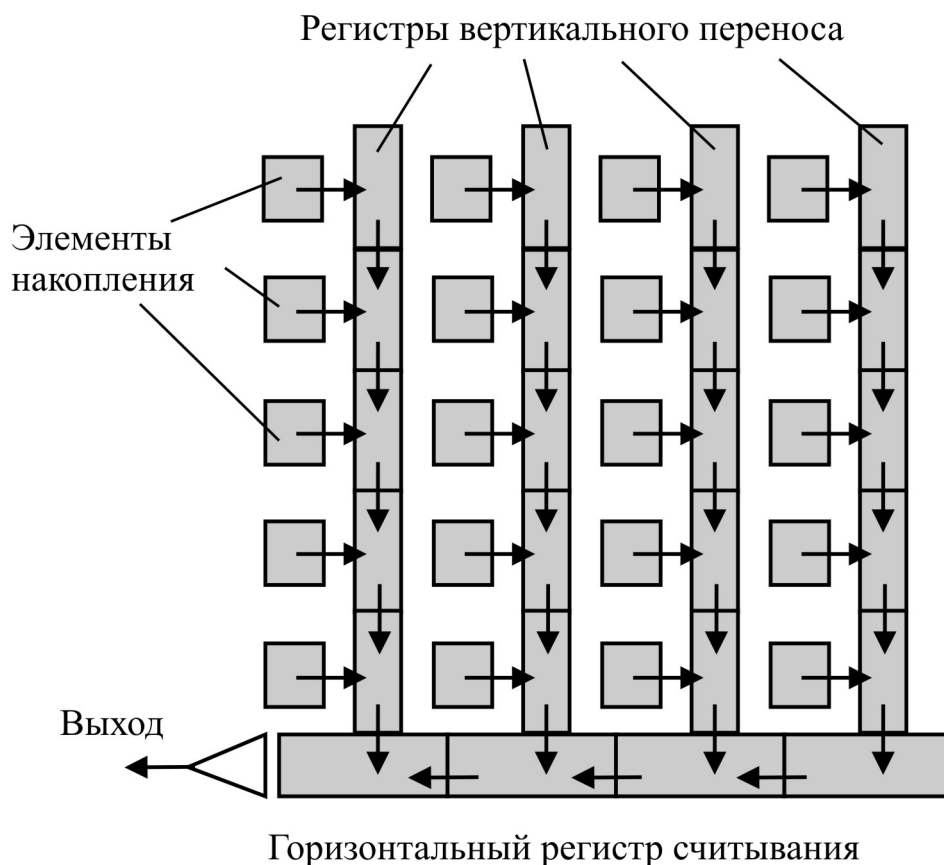 Регистры вертикального переноса
Элементы
накопления
Выход
Горизонтальный регистр считывания